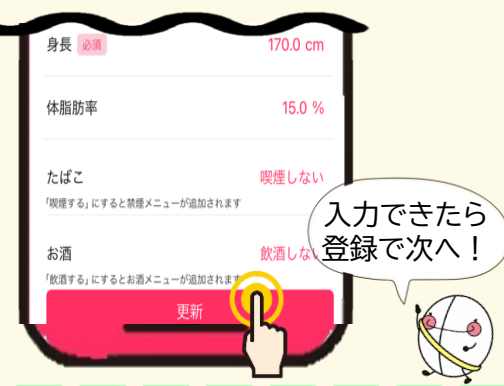 身長 必須 170.0 cm
体脂肪率 15.0 %
たばこ 喫煙しない
「喫煙する」にすると禁煙メニューが追加されます
入力できたら
登録で次へ！
お酒 飲酒しな
「飲酒する」にするとお酒メニューが追加されます
更新